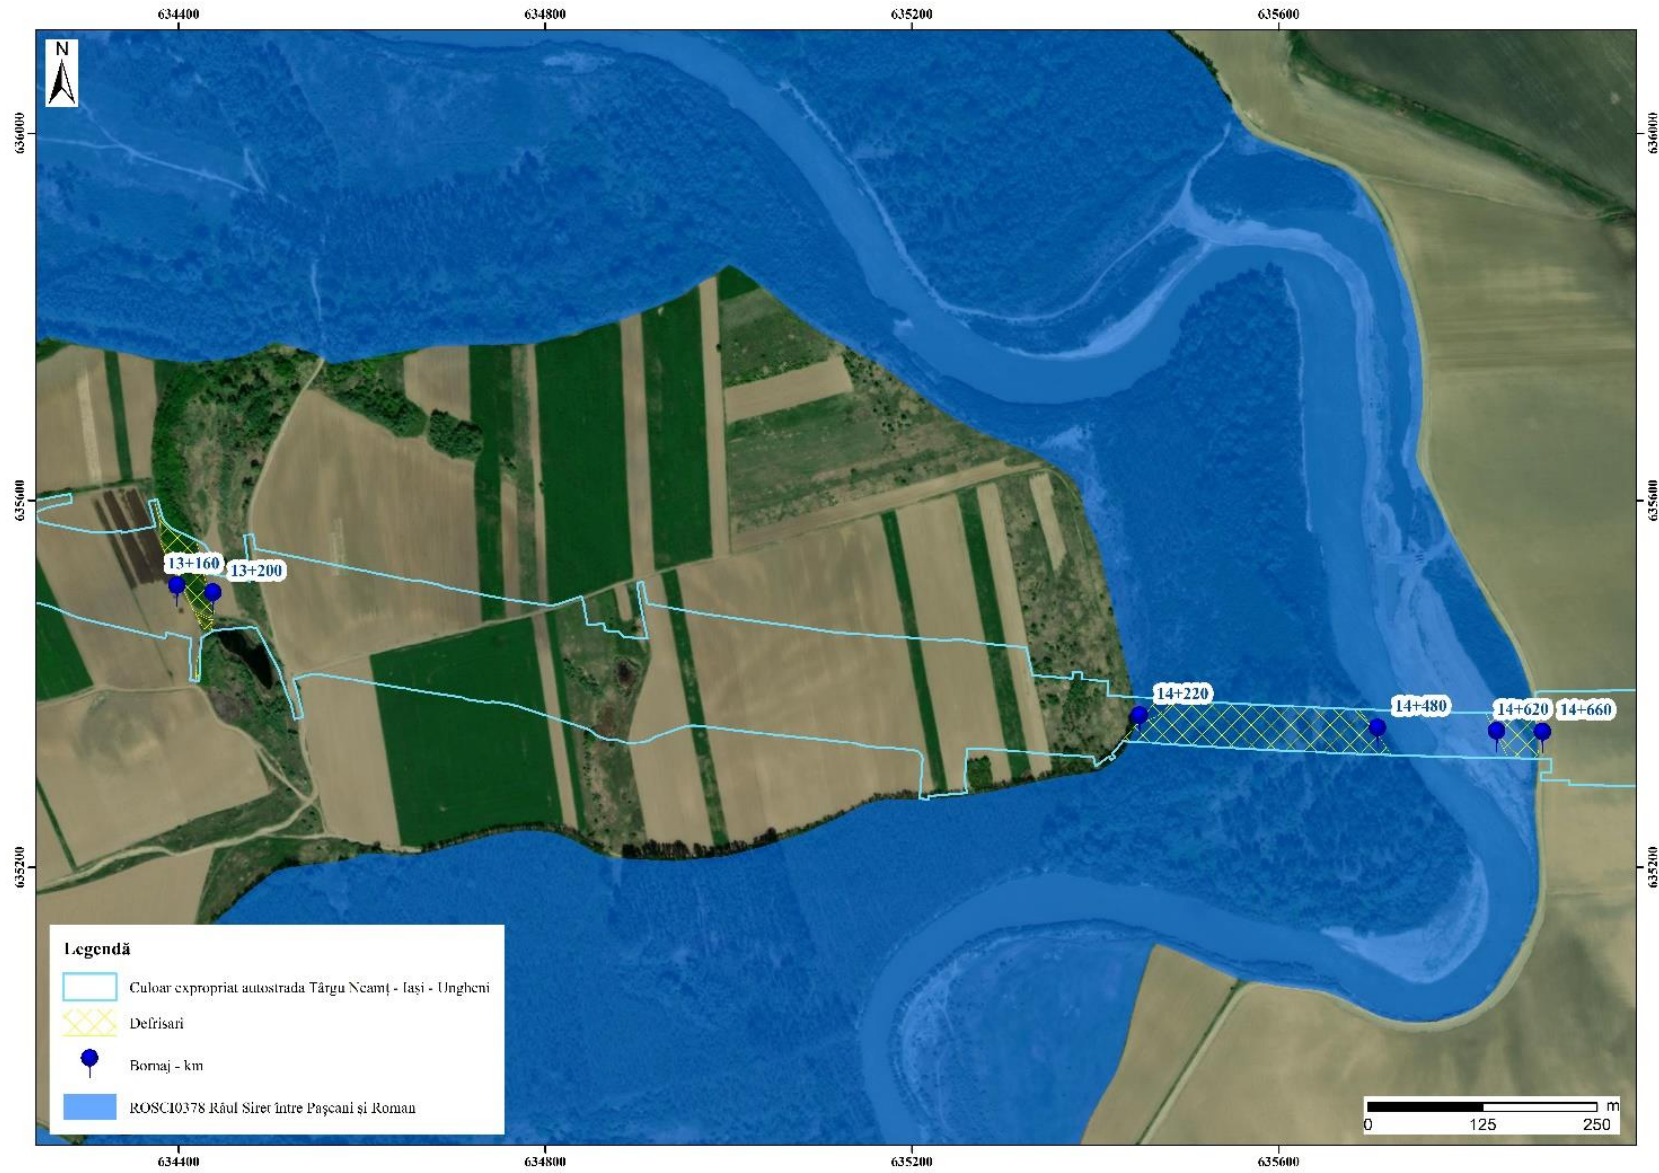 634400 634800 635200 635600
N
636000 636000
635600 635600
13+160
13+200
14+220
14+480
14+620
14+660
635200 635200
Legendă
Culoar expropriat autostrada Târgu Neamț - Iași - Ungheni
Defrisari
Bornaj - km
ROSCI0378 Râul Siret între Pașcani și Roman
m
0 125 250
634400 634800 635200 635600